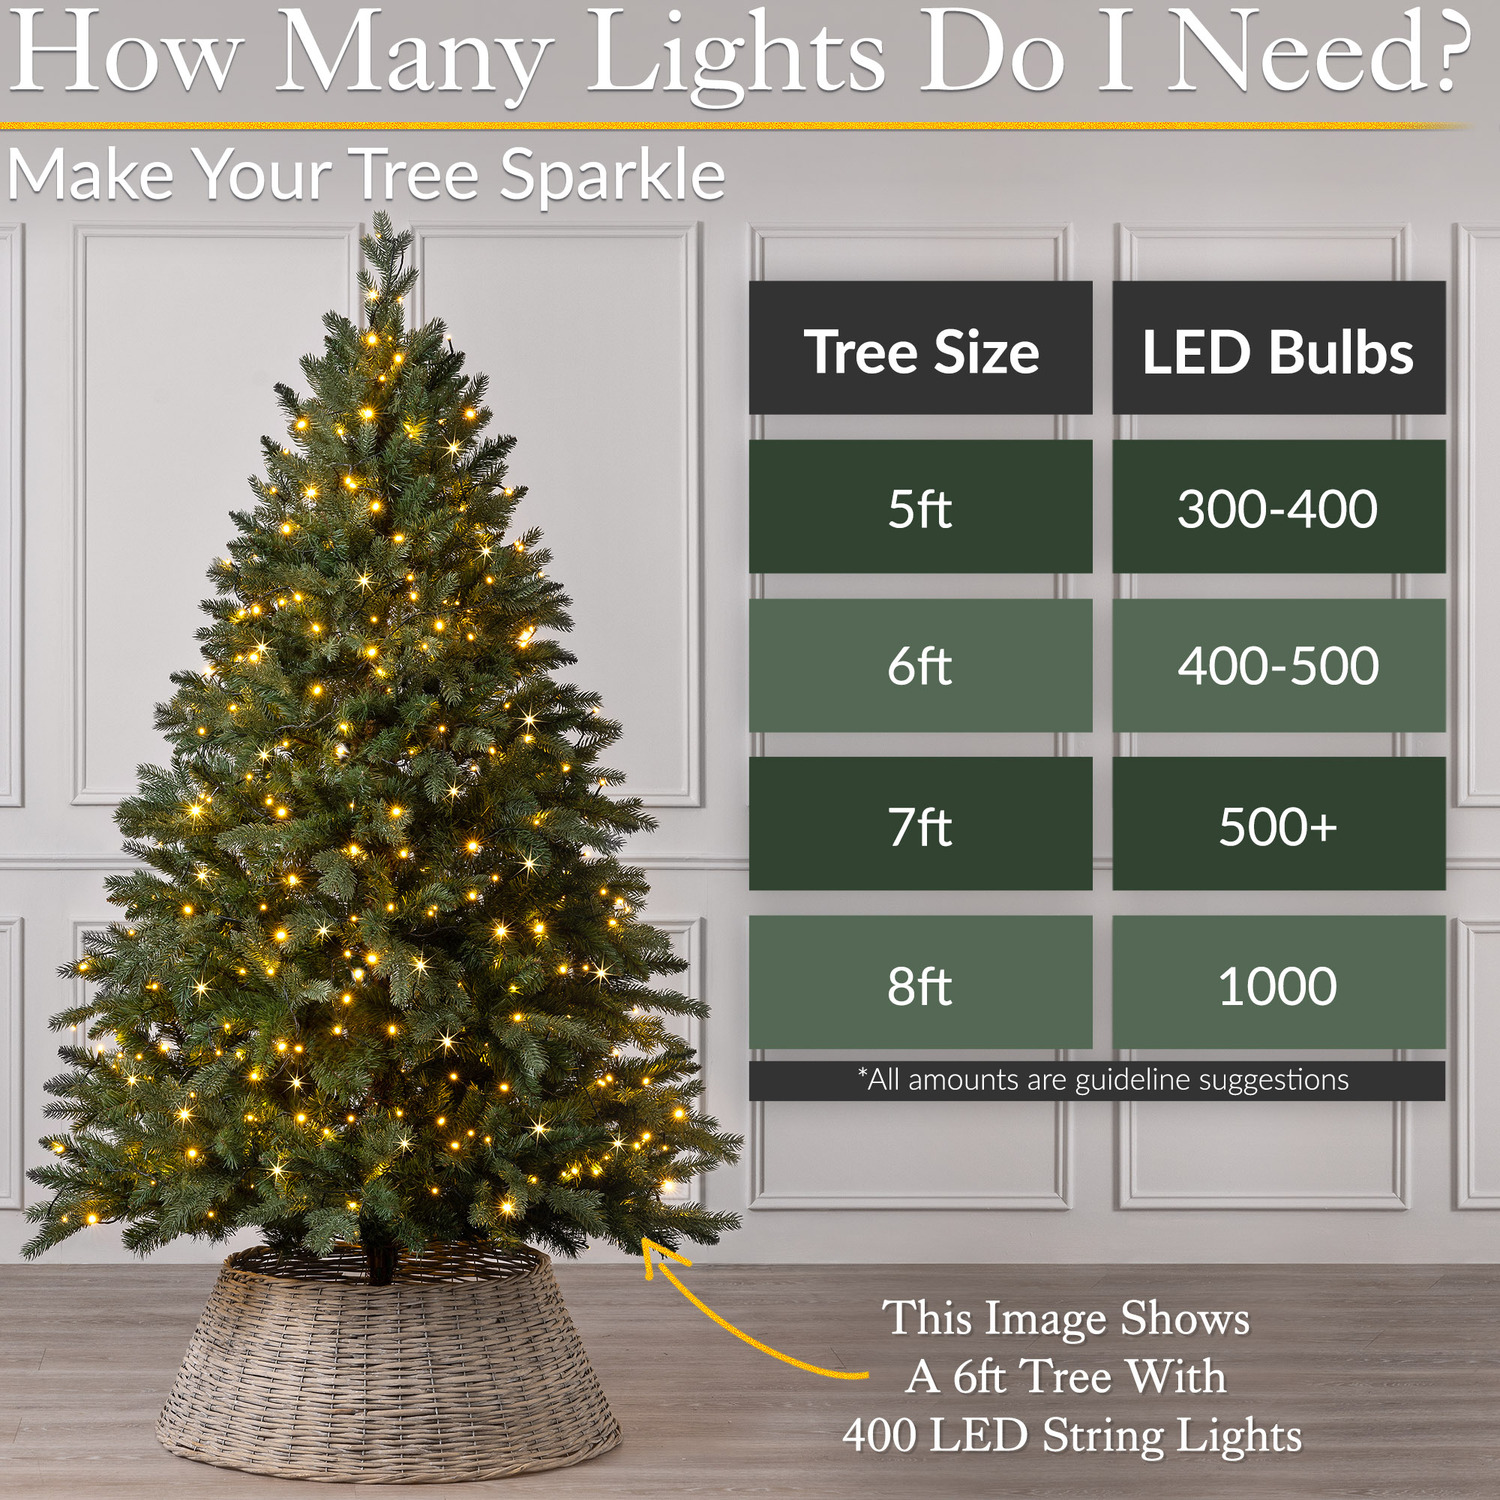 How Many Lights Do I Need?
Make Your Tree Sparkle
Tree Size LED Bulbs
5ft 300-400
6ft 400-500
7ft 500+
8ft 1000
*All amounts are guideline suggestions
This Image Shows
A 6ft Tree With
400 LED String Lights